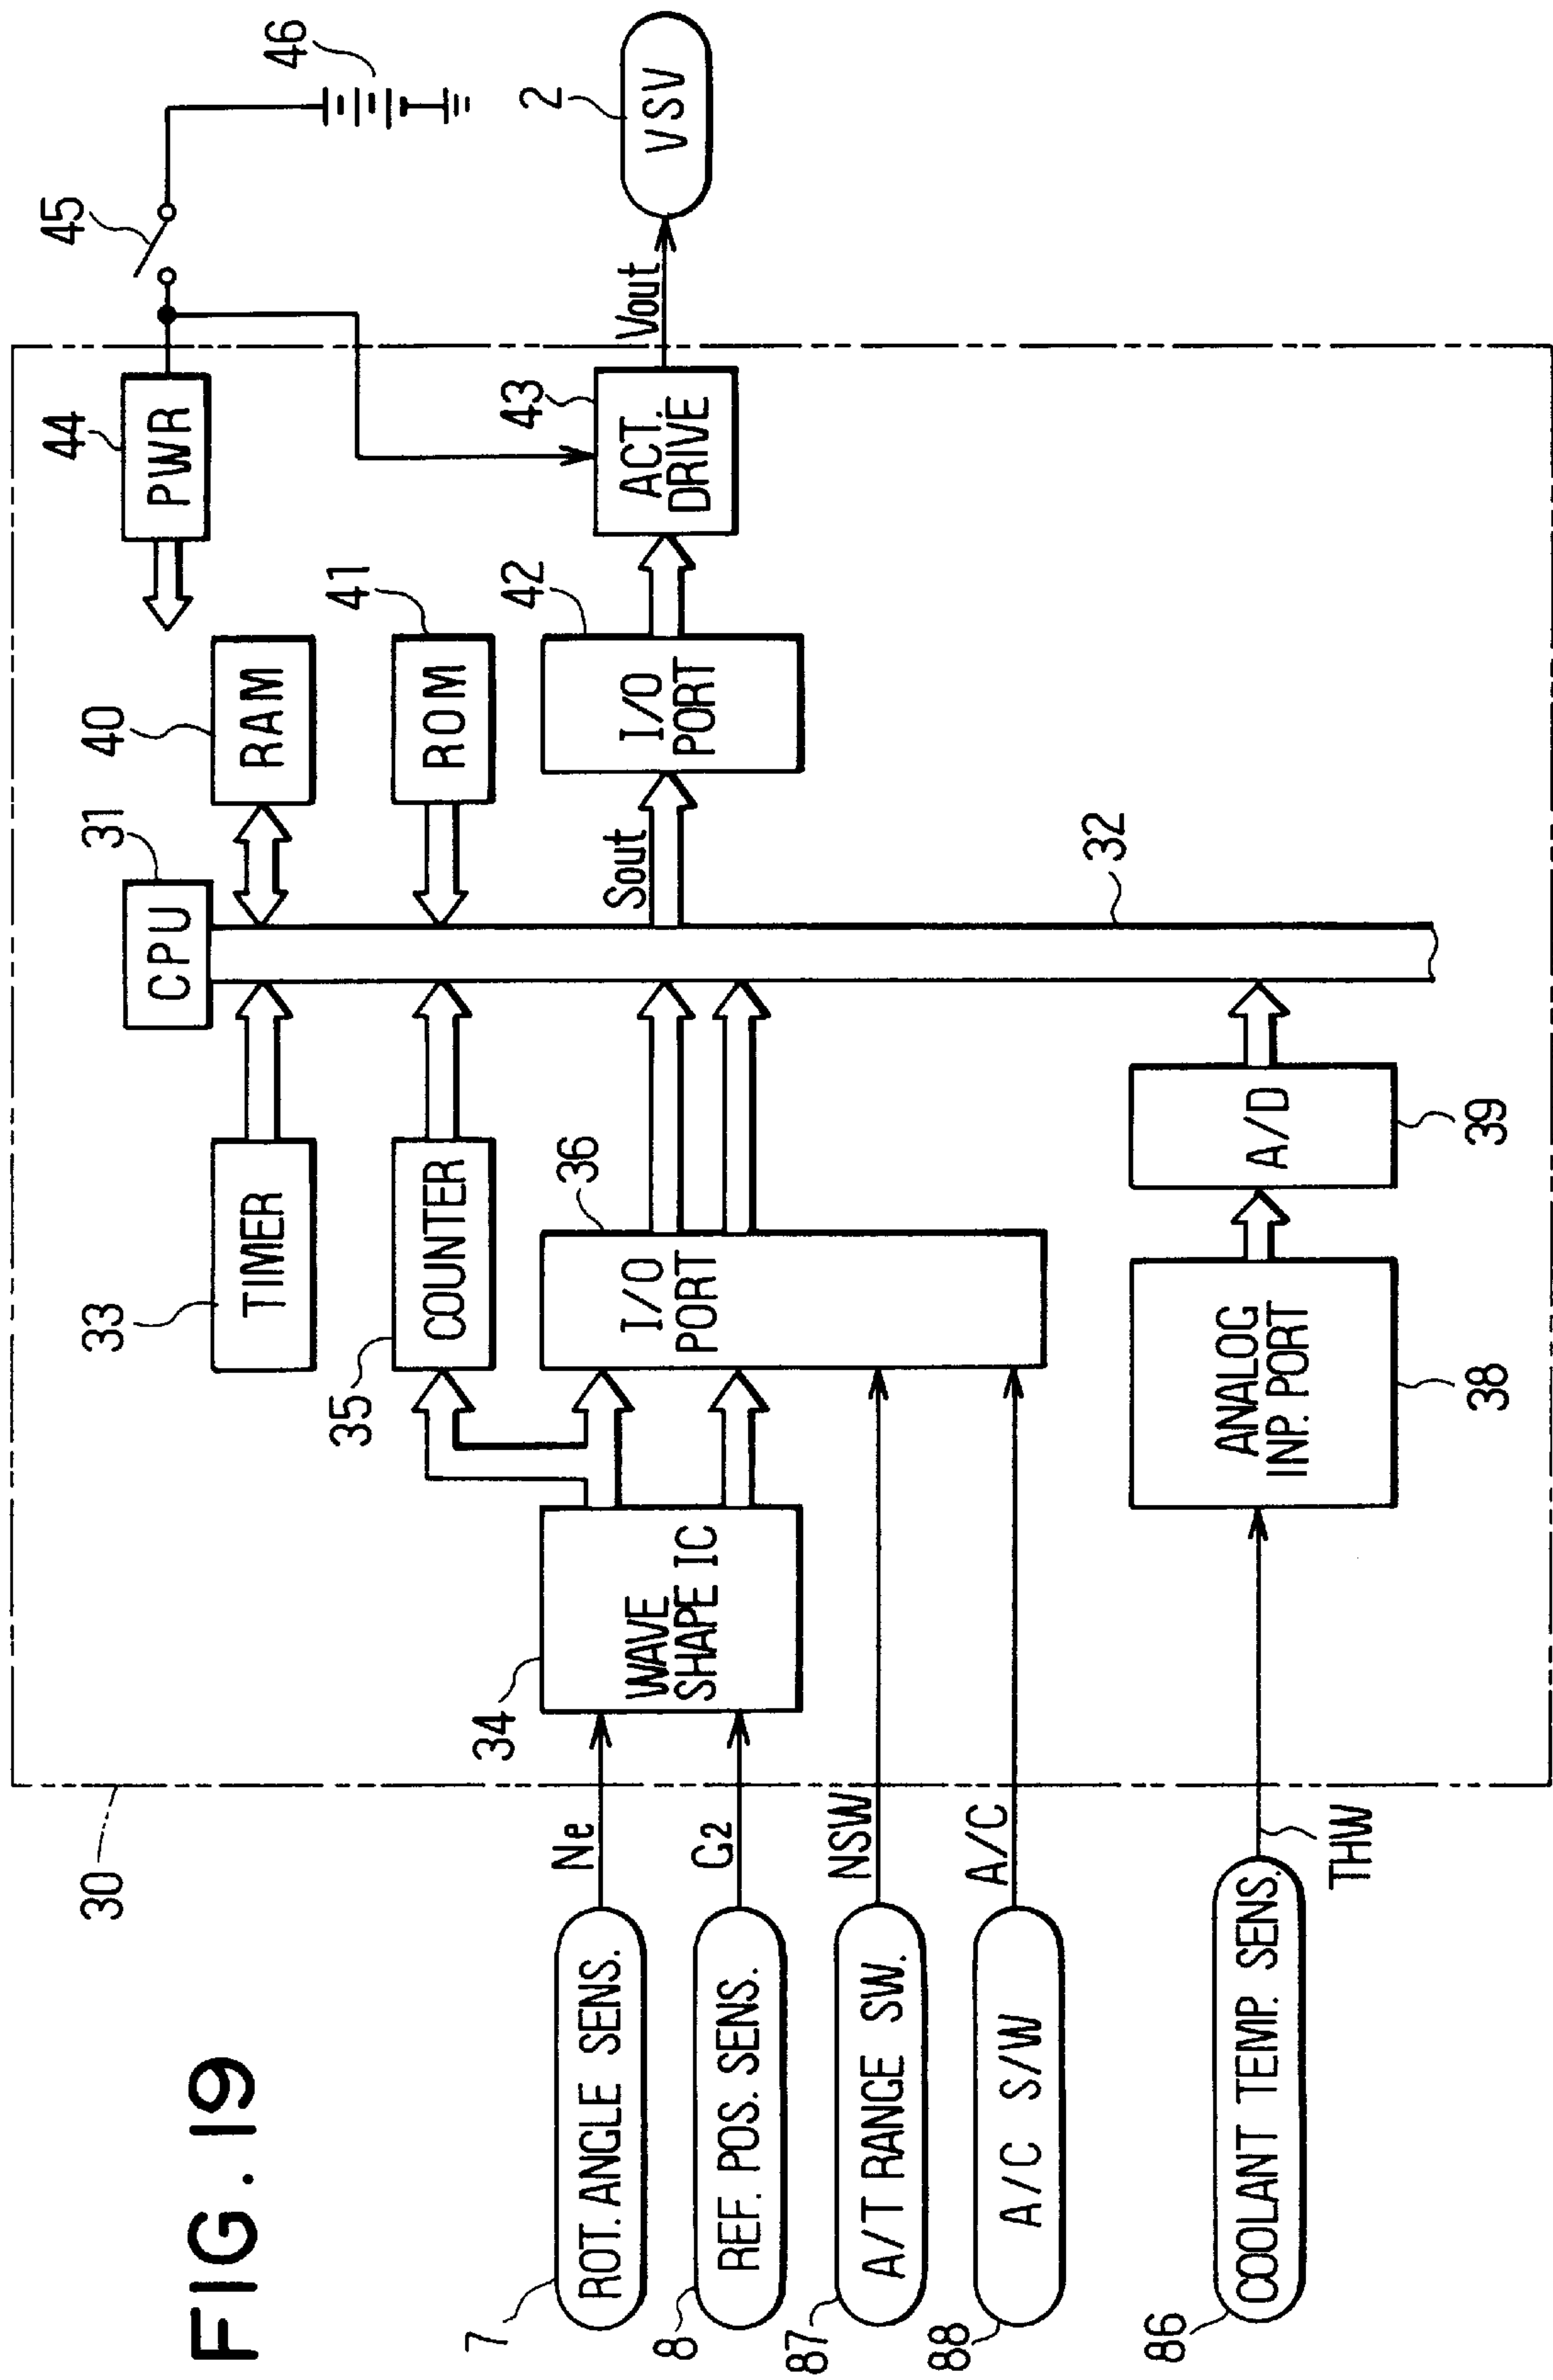 FIG. 19
30
7
ROT. ANGLE SENS.
Ne
8
REF. POS. SENS.
G2
87
A/T RANGE SW.
NSW
88
A/C S/W
A/C
86
COOLANT TEMP. SENS.
THW
34
WAVE
SHAPE IC
33
TIMER
35
COUNTER
36
I/O
PORT
38
ANALOG
INP. PORT
39
A/D
31
CPU
32
40
RAM
41
ROM
Sout
42
I/O
PORT
43
ACT.
DRIVE
44
PWR
45
46
Vout
2
VSV